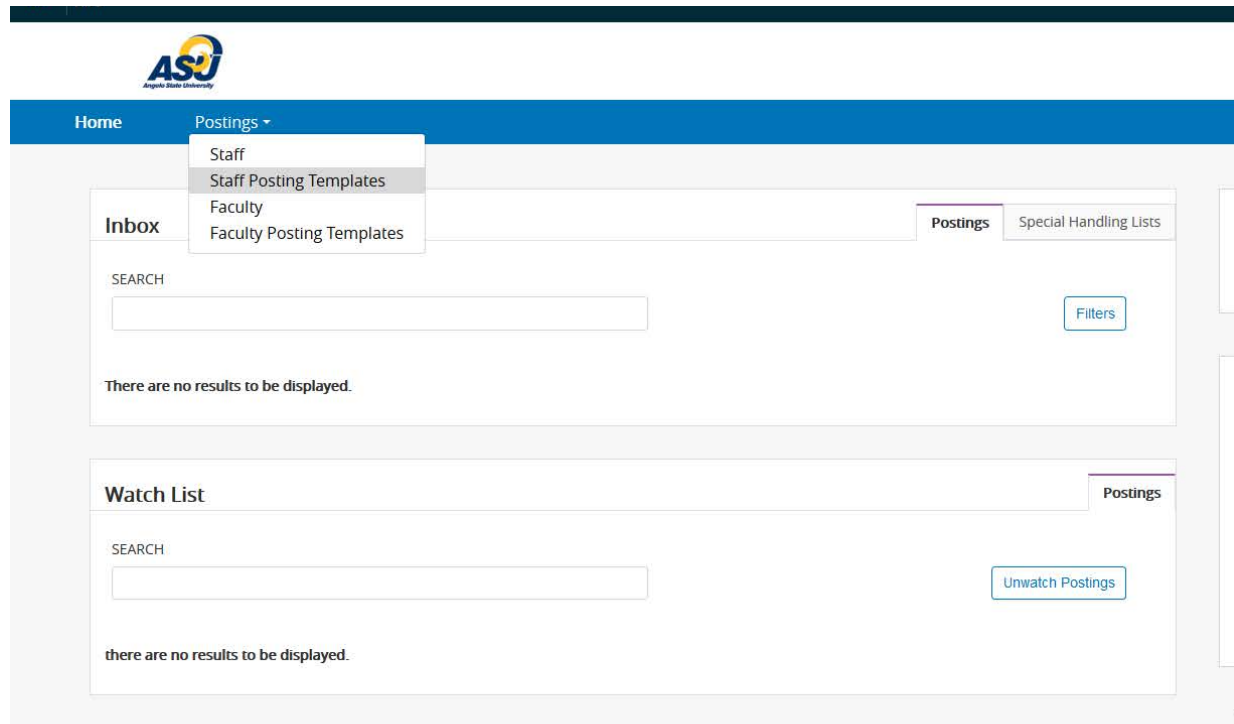 ASU
Angelo State University
Home Postings
Staff
Staff Posting Templates
Faculty
Faculty Posting Templates
Inbox Postings Special Handling Lists
SEARCH
Filters
There are no results to be displayed.
Watch List Postings
SEARCH
Unwatch Postings
there are no results to be displayed.